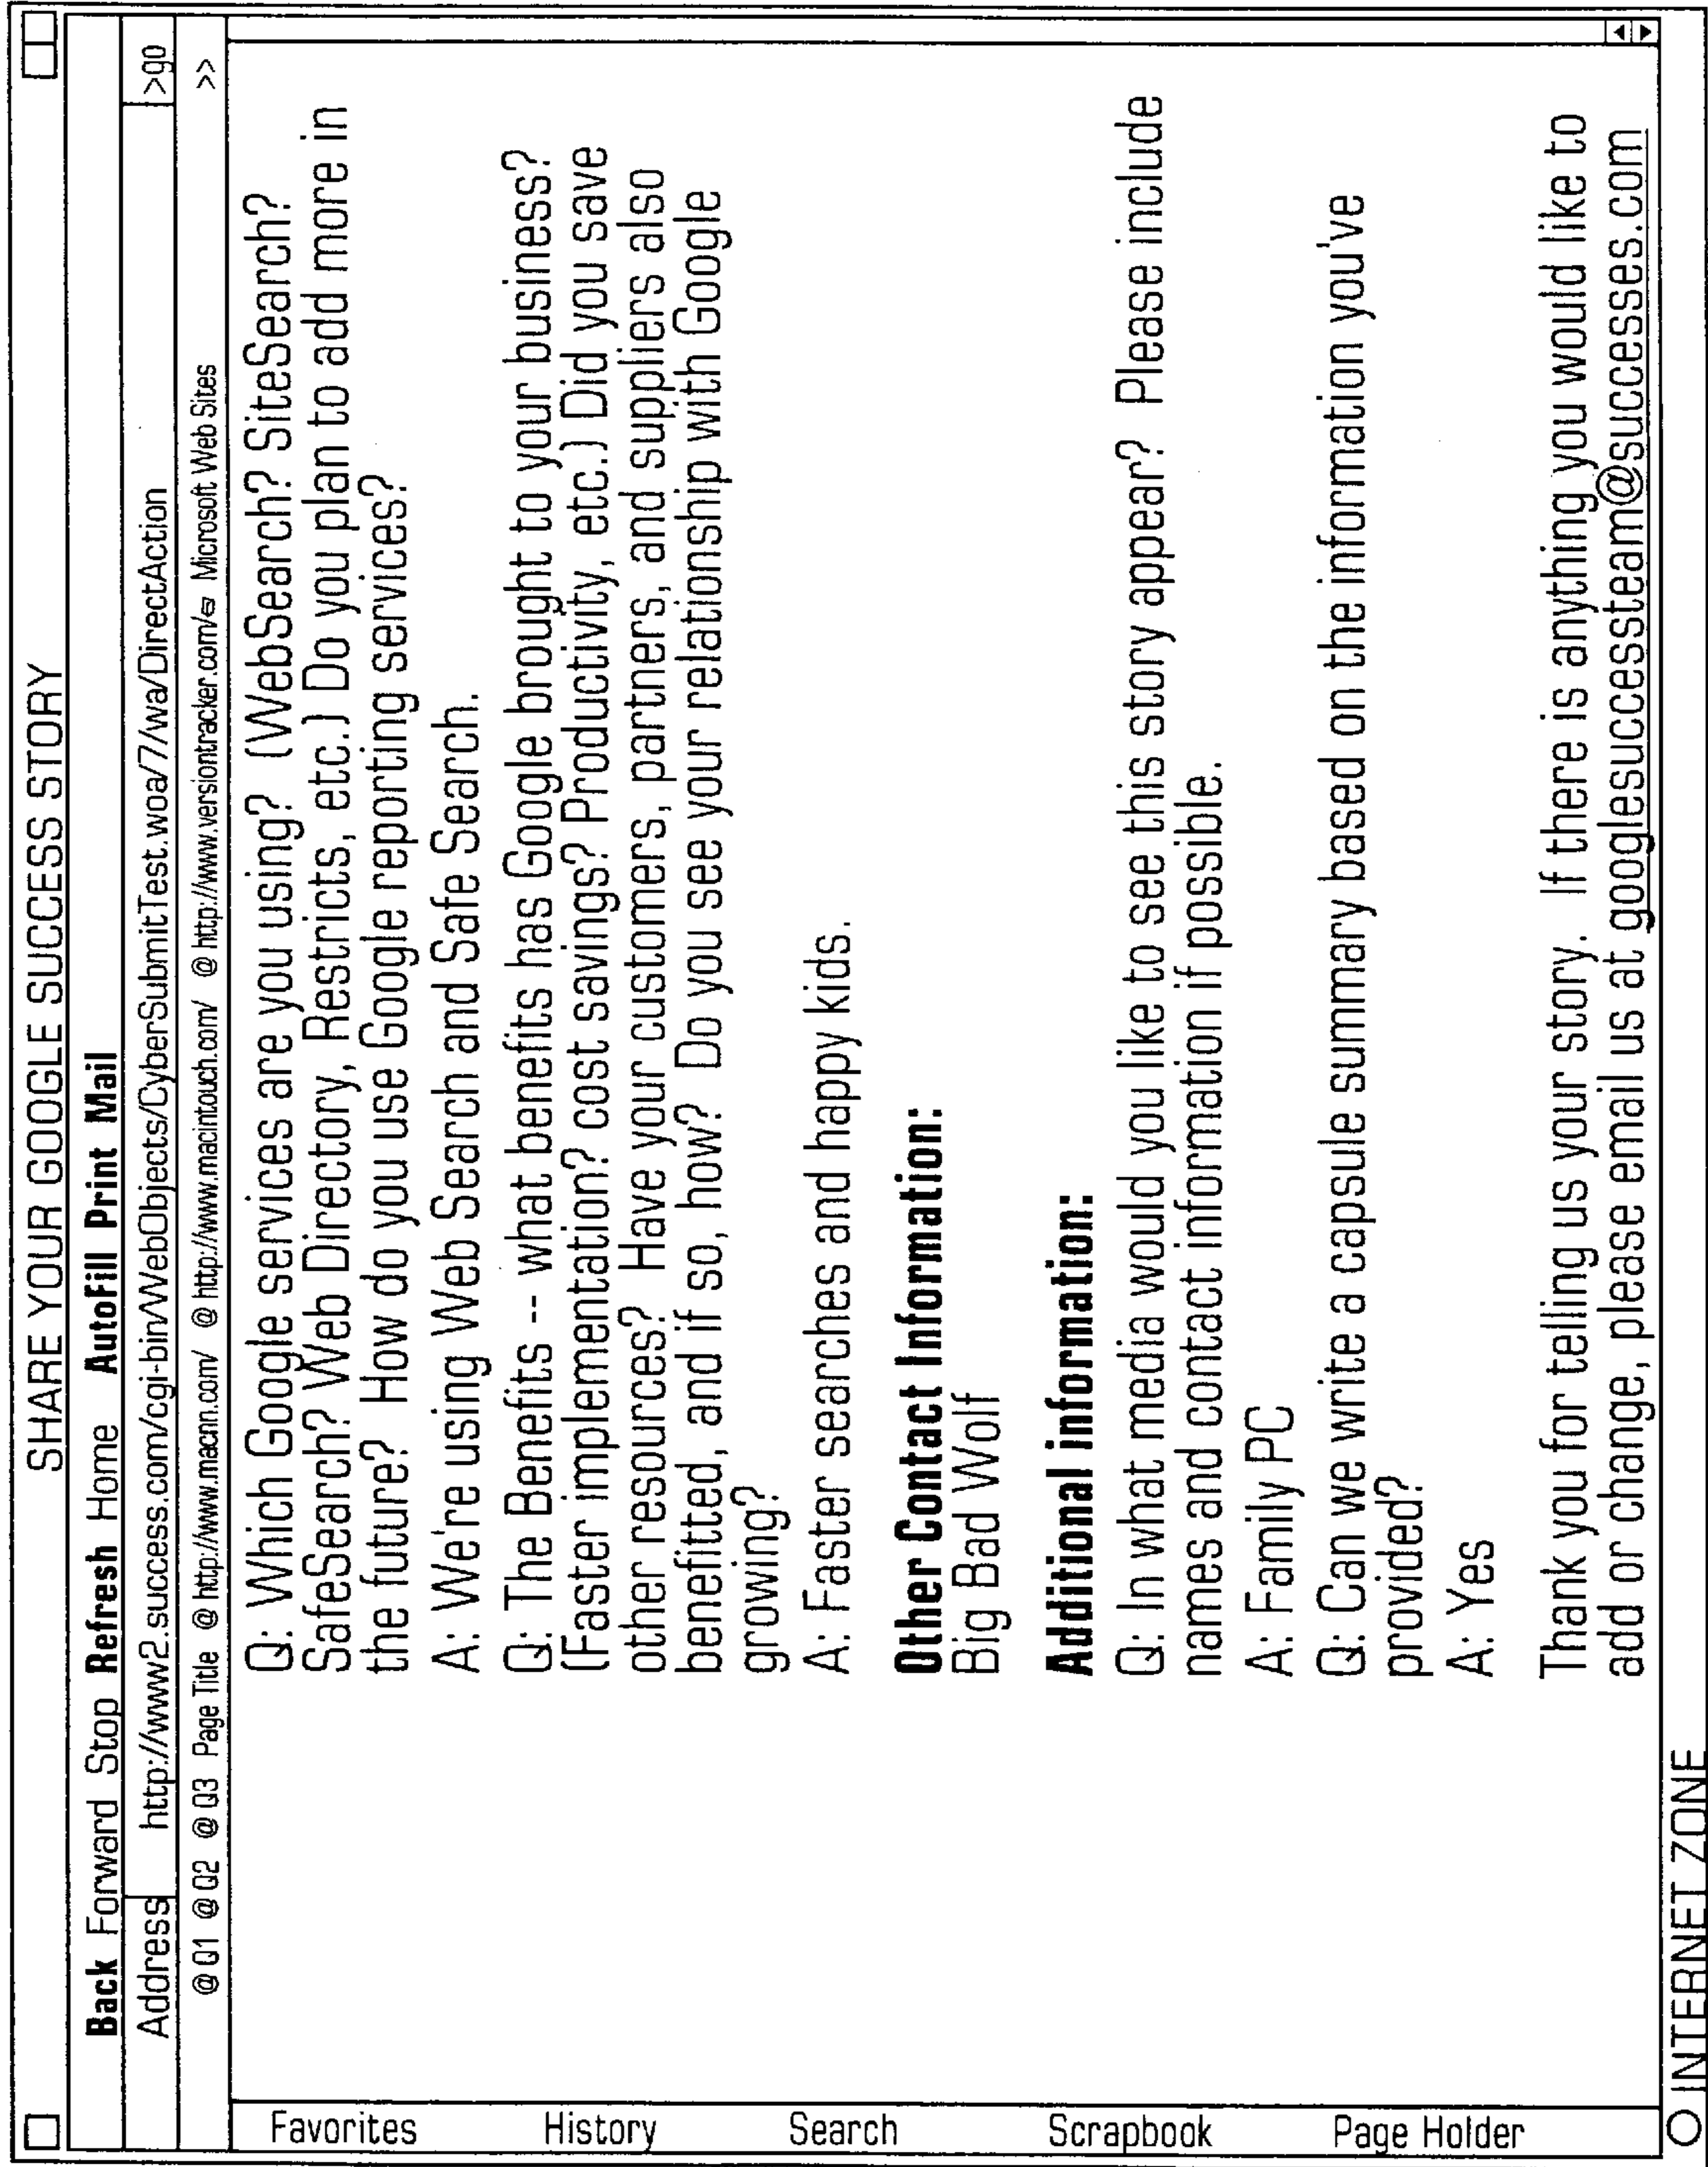 SHARE YOUR GOOGLE SUCCESS STORY
Back Forward Stop Refresh Home AutoFill Print Mail
Address http://ww2.success.com/cgi-bin/WebObjects/CyberSubmitTest.woa/7/wa/DirectAction >go
@ Q1 @ Q2 @ Q3 Page Title @ http://www.macnn.com/ @ http://www.macintouch.com/ @ http://www.versiontracker.com/ Microsoft Web Sites >>
Favorites
History
Search
Scrapbook
Page Holder
Q: Which Google services are you using? (WebSearch? SiteSearch?
SafeSearch? Web Directory, Restricts, etc.) Do you plan to add more in
the future? How do you use Google reporting services?
A: We're using Web Search and Safe Search.
Q: The Benefits -- what benefits has Google brought to your business?
(Faster implementation? cost savings? Productivity, etc.) Did you save
other resources? Have your customers, partners, and suppliers also
benefitted, and if so, how? Do you see your relationship with Google
growing?
A: Faster searches and happy kids.
Other Contact Information:
Big Bad Wolf
Additional information:
Q: In what media would you like to see this story appear? Please include
names and contact information if possible.
A: Family PC
Q: Can we write a capsule summary based on the information you've
provided?
A: Yes
Thank you for telling us your story. If there is anything you would like to
add or change, please email us at googlesuccessteam@successes.com
INTERNET ZONE